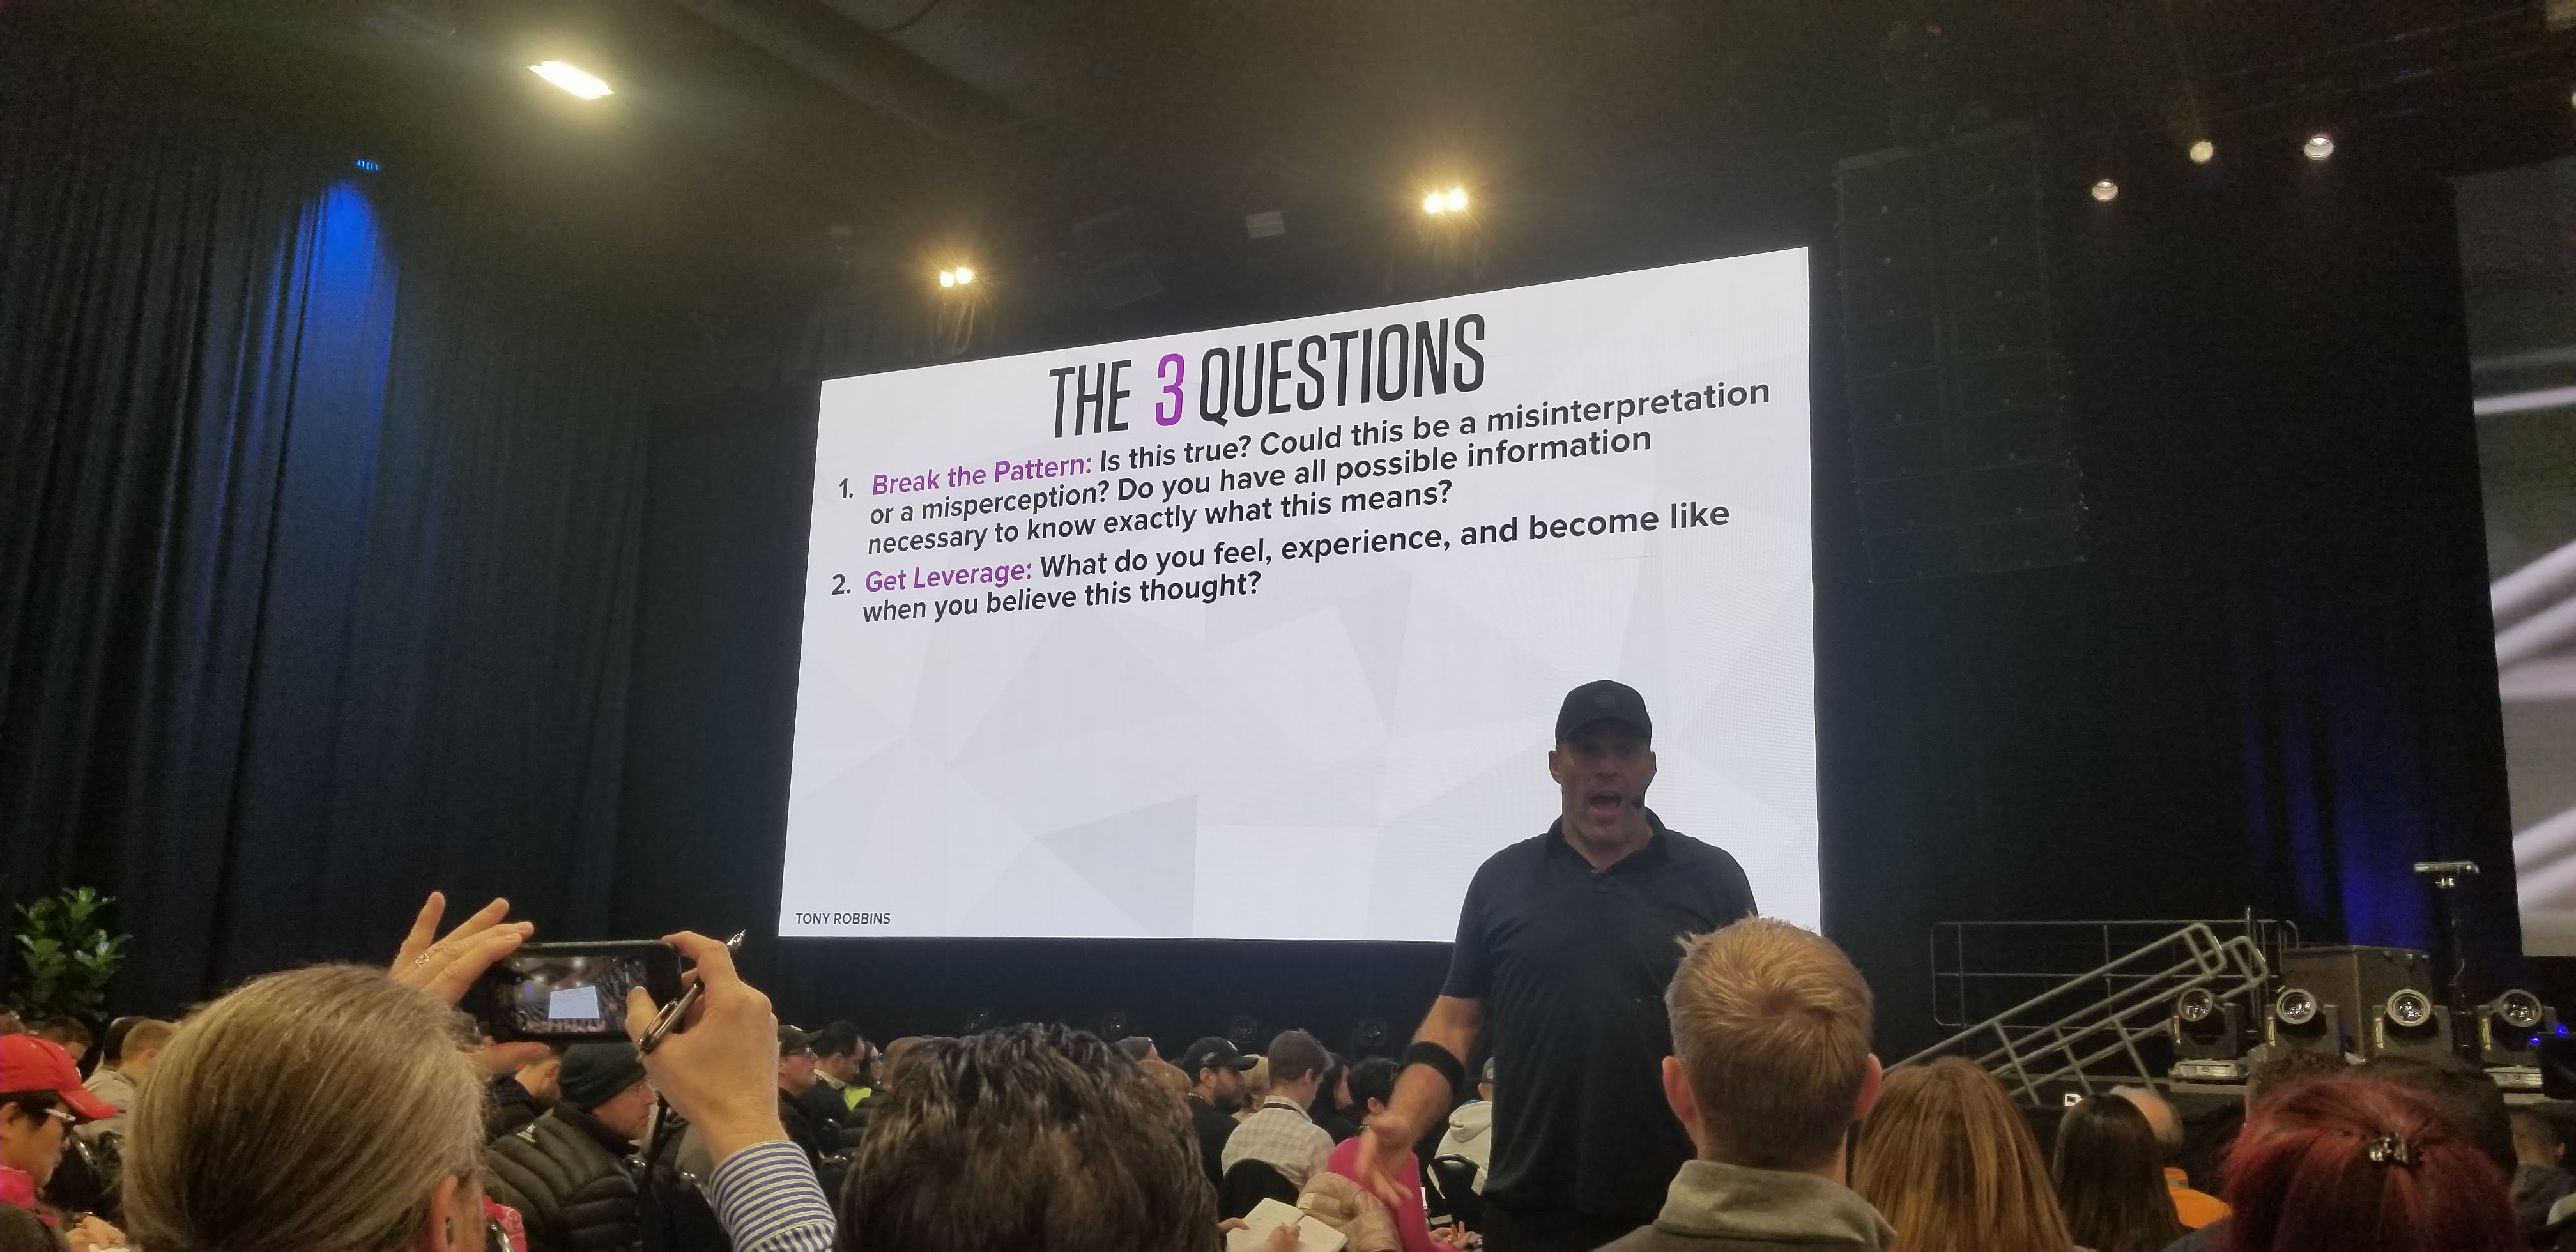 THE 3 QUESTIONS
1. Break the Pattern: Is this true? Could this be a misinterpretation
or a misperception? Do you have all possible information
necessary to know exactly what this means?
2. Get Leverage: What do you feel, experience, and become like
when you believe this thought?
TONY ROBBINS